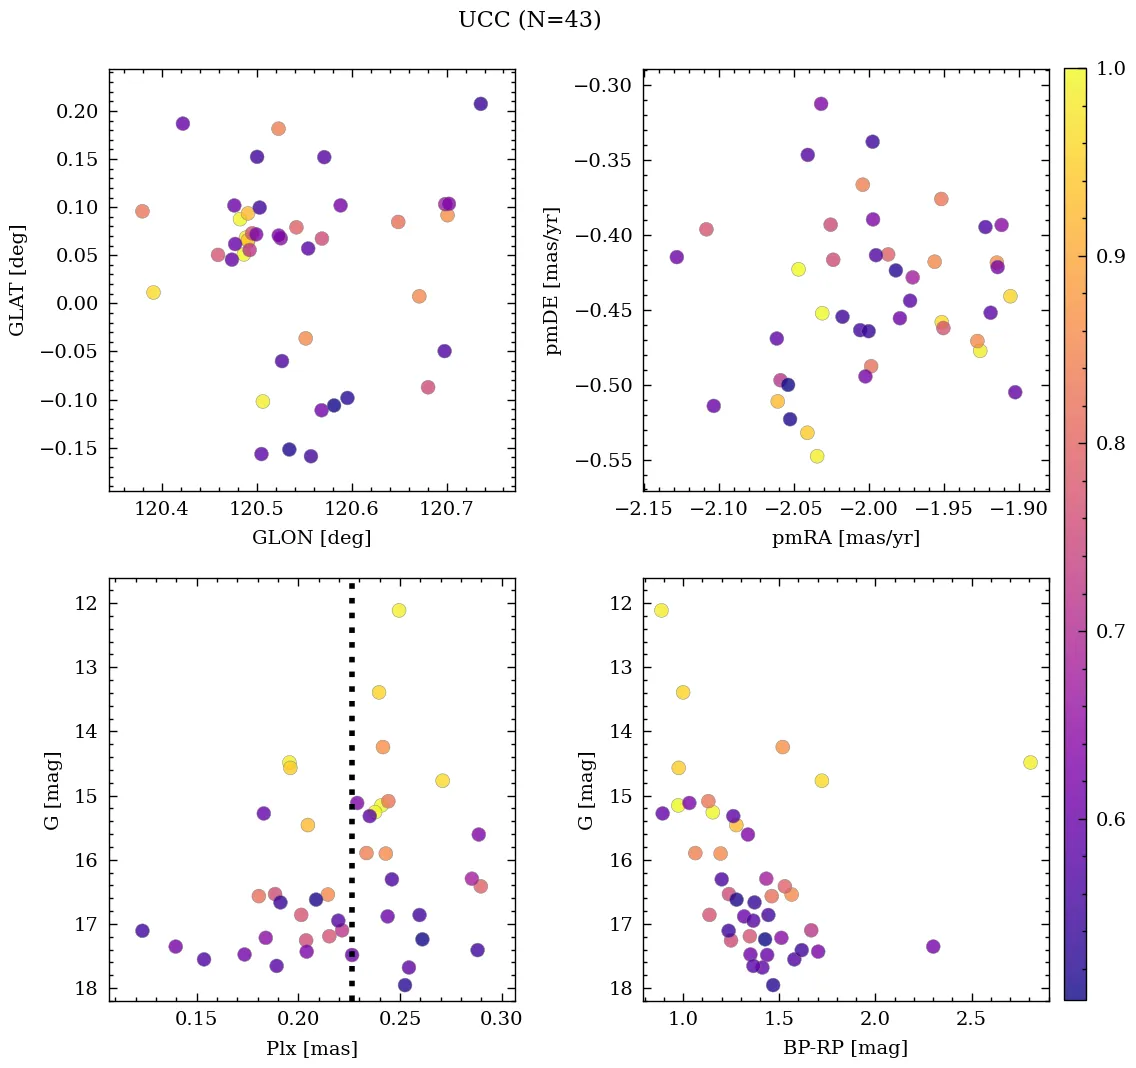 UCC (N=43)
0.20
0.15
0.10
0.05
0.00
−0.05
−0.10
−0.15
GLAT [deg]
120.4 120.5 120.6 120.7
GLON [deg]
−0.30
−0.35
−0.40
−0.45
−0.50
−0.55
pmDE [mas/yr]
−2.15 −2.10 −2.05 −2.00 −1.95 −1.90
pmRA [mas/yr]
12
13
14
15
16
17
18
G [mag]
0.15 0.20 0.25 0.30
Plx [mas]
12
13
14
15
16
17
18
G [mag]
1.0 1.5 2.0 2.5
BP-RP [mag]
1.0
0.9
0.8
0.7
0.6